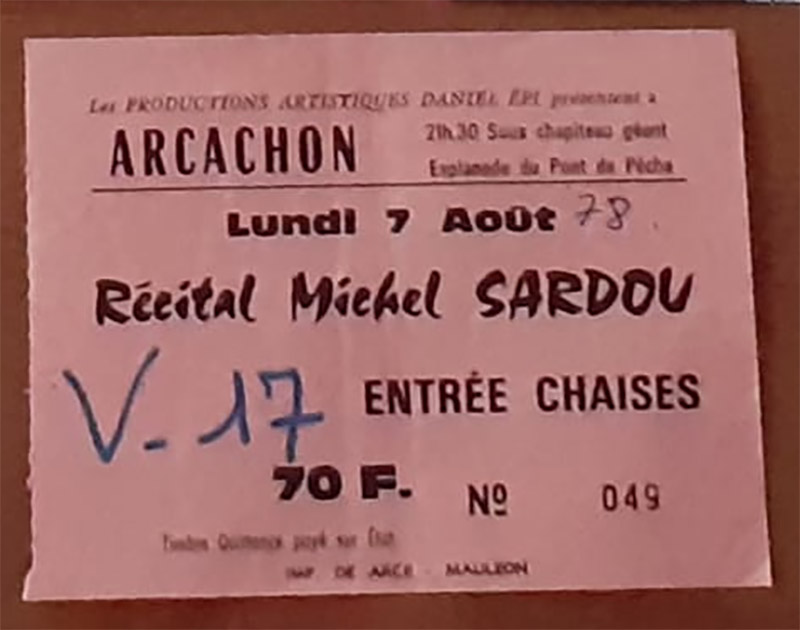 Les PRODUCTIONS ARTISTIQUES DANIEL ÉPI présentent à
ARCACHON
21h.30 Sous chapiteau géant
Esplanade du Pont de Pêche
Lundi 7 Août 78
Récital Michel SARDOU
V-17 ENTRÉE CHAISES
70 F. Nº 049
Timbre Quittance payé sur État
IMP DE ARCE - MAULEON